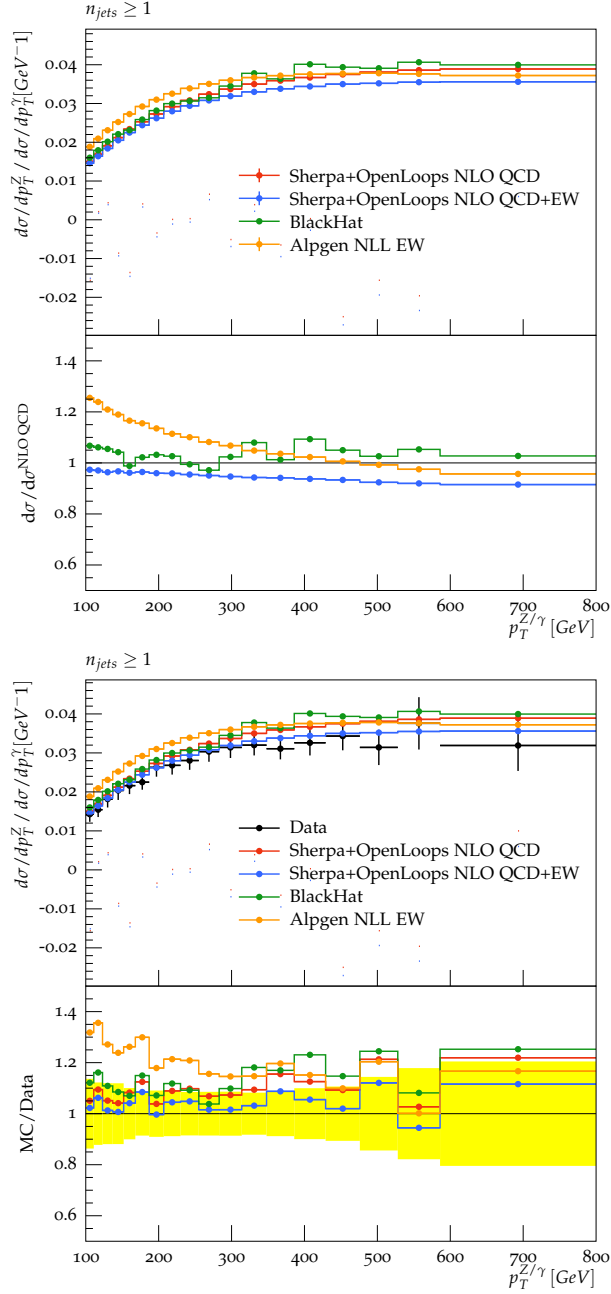 n_jets ≥ 1
dσ/dp_T^Z / dσ/dp_T^γ [GeV−1]
0.04
0.03
0.02
0.01
0
-0.01
-0.02
Sherpa+OpenLoops NLO QCD
Sherpa+OpenLoops NLO QCD+EW
BlackHat
Alpgen NLL EW
dσ/dσ^NLO QCD
1.4
1.2
1
0.8
0.6
100 200 300 400 500 600 700 800
p_T^Z/γ [GeV]
n_jets ≥ 1
dσ/dp_T^Z / dσ/dp_T^γ [GeV−1]
0.04
0.03
0.02
0.01
0
-0.01
-0.02
Data
Sherpa+OpenLoops NLO QCD
Sherpa+OpenLoops NLO QCD+EW
BlackHat
Alpgen NLL EW
MC/Data
1.4
1.2
1
0.8
0.6
100 200 300 400 500 600 700 800
p_T^Z/γ [GeV]